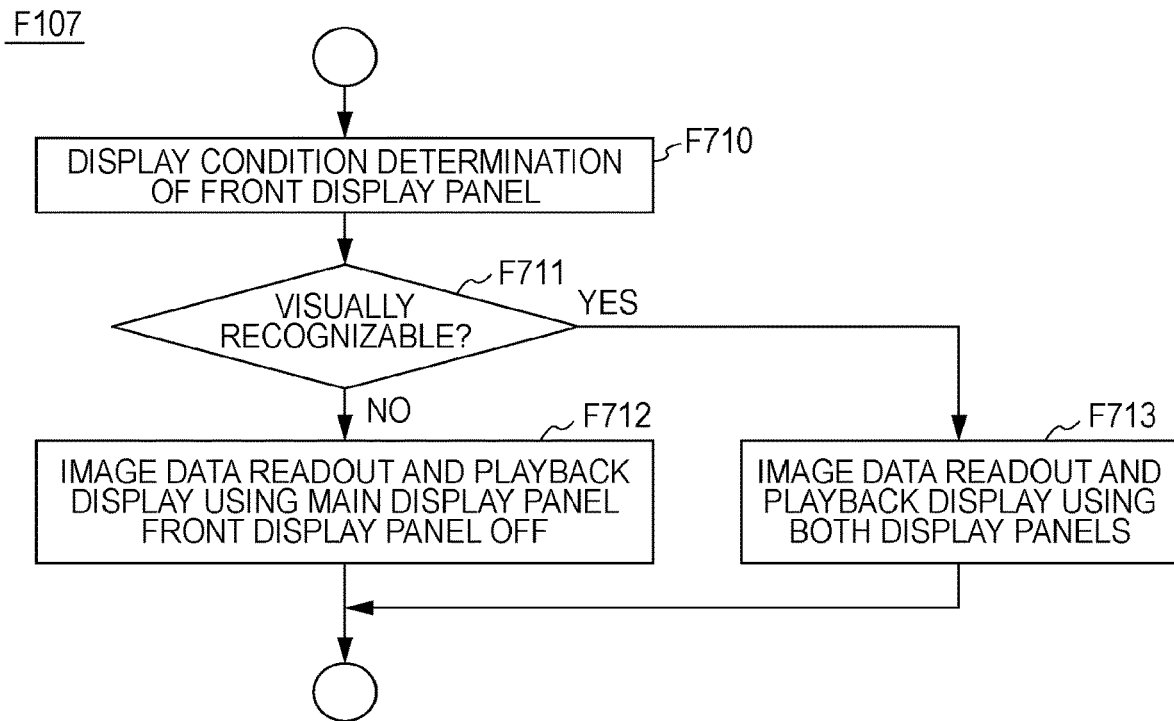 F107
F710
DISPLAY CONDITION DETERMINATION
OF FRONT DISPLAY PANEL
F711
VISUALLY
RECOGNIZABLE?
YES
NO
F712
IMAGE DATA READOUT AND PLAYBACK
DISPLAY USING MAIN DISPLAY PANEL
FRONT DISPLAY PANEL OFF
F713
IMAGE DATA READOUT AND
PLAYBACK DISPLAY USING
BOTH DISPLAY PANELS